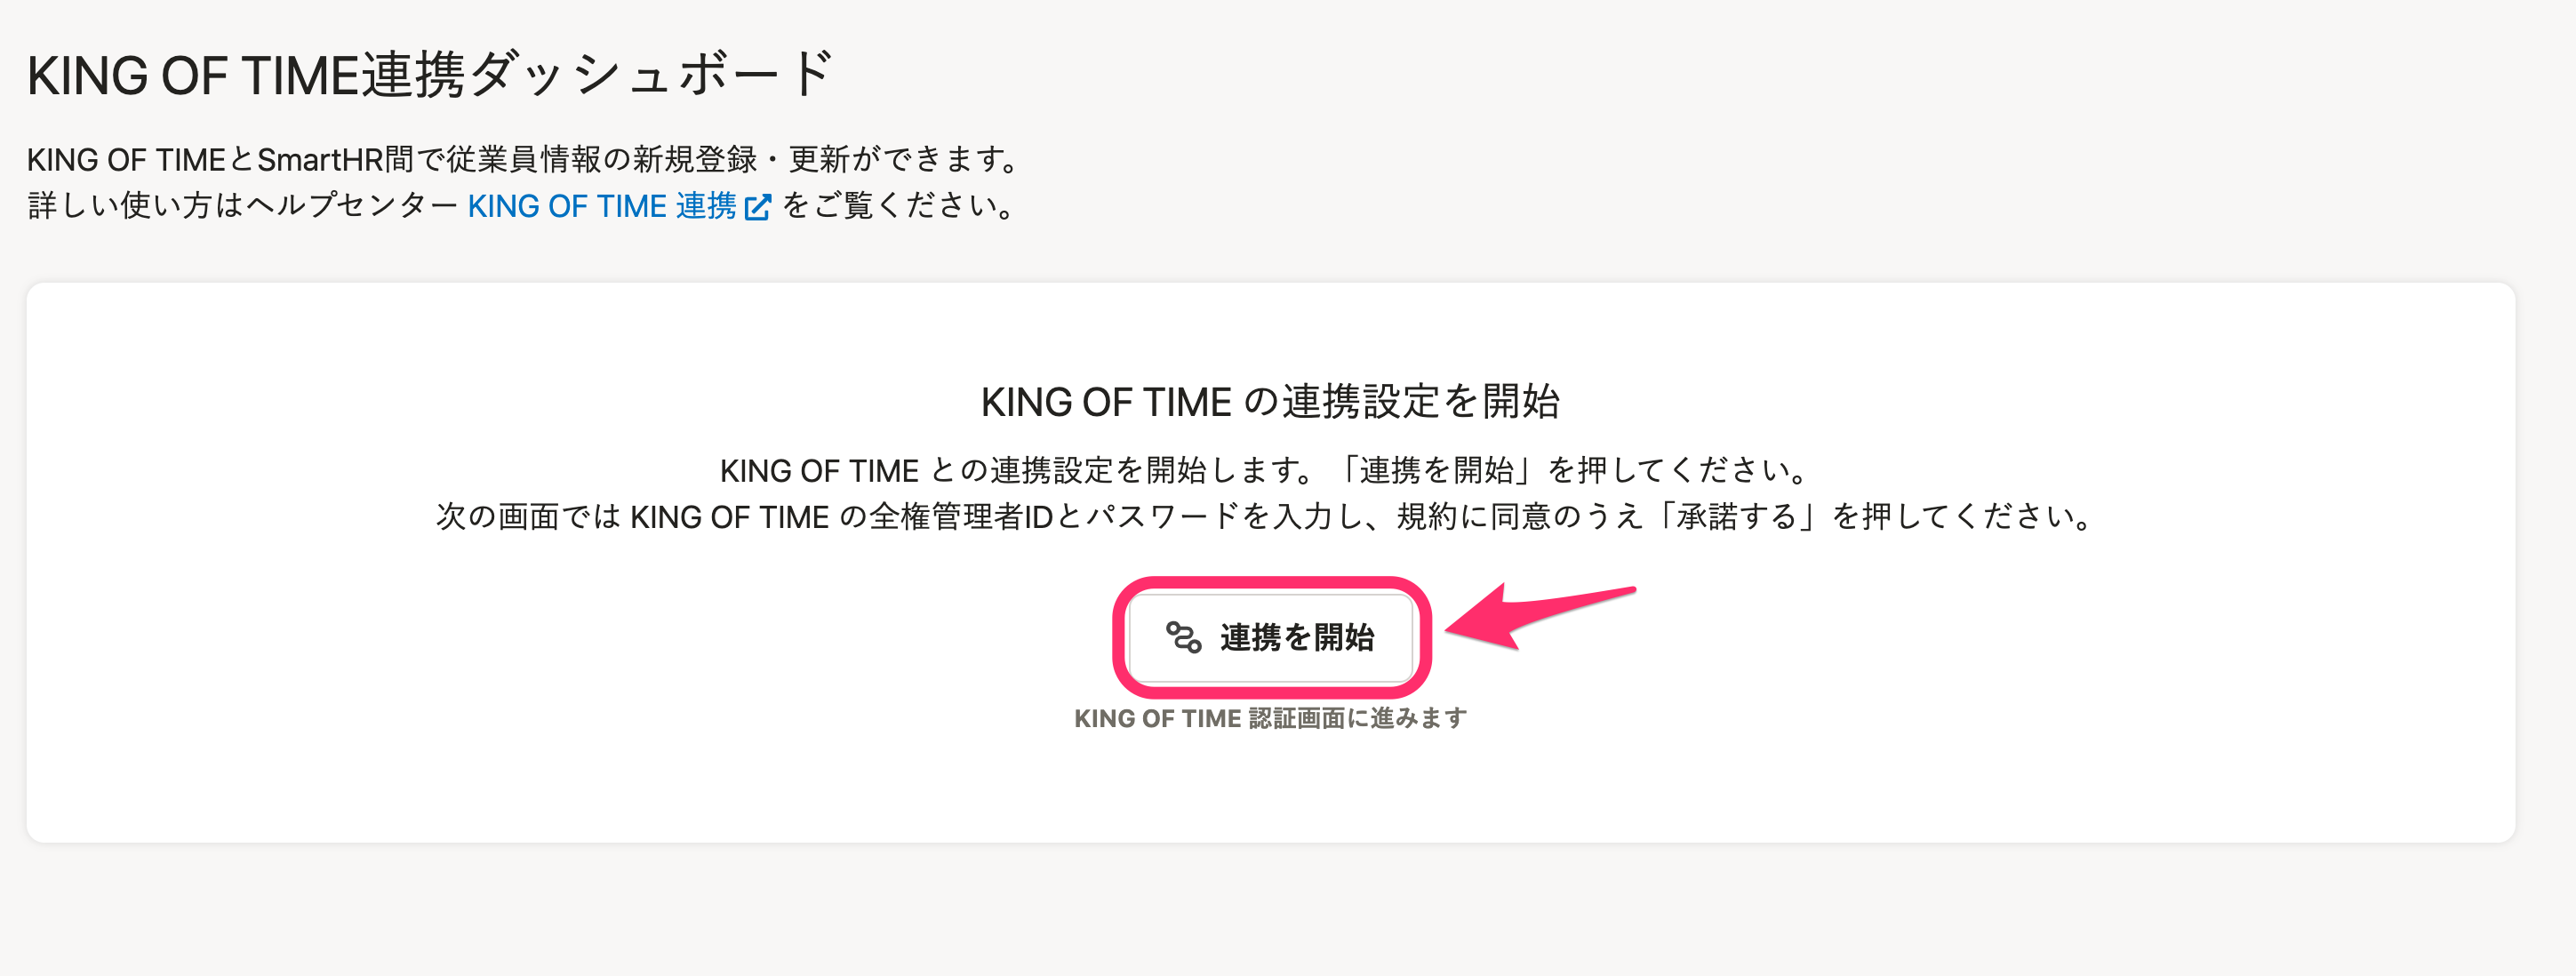 KING OF TIME連携ダッシュボード
KING OF TIMEとSmartHR間で従業員情報の新規登録・更新ができます。
詳しい使い方はヘルプセンター KING OF TIME 連携 をご覧ください。
KING OF TIME の連携設定を開始
KING OF TIME との連携設定を開始します。「連携を開始」を押してください。
次の画面では KING OF TIME の全権管理者IDとパスワードを入力し、規約に同意のうえ「承諾する」を押してください。
連携を開始
KING OF TIME 認証画面に進みます